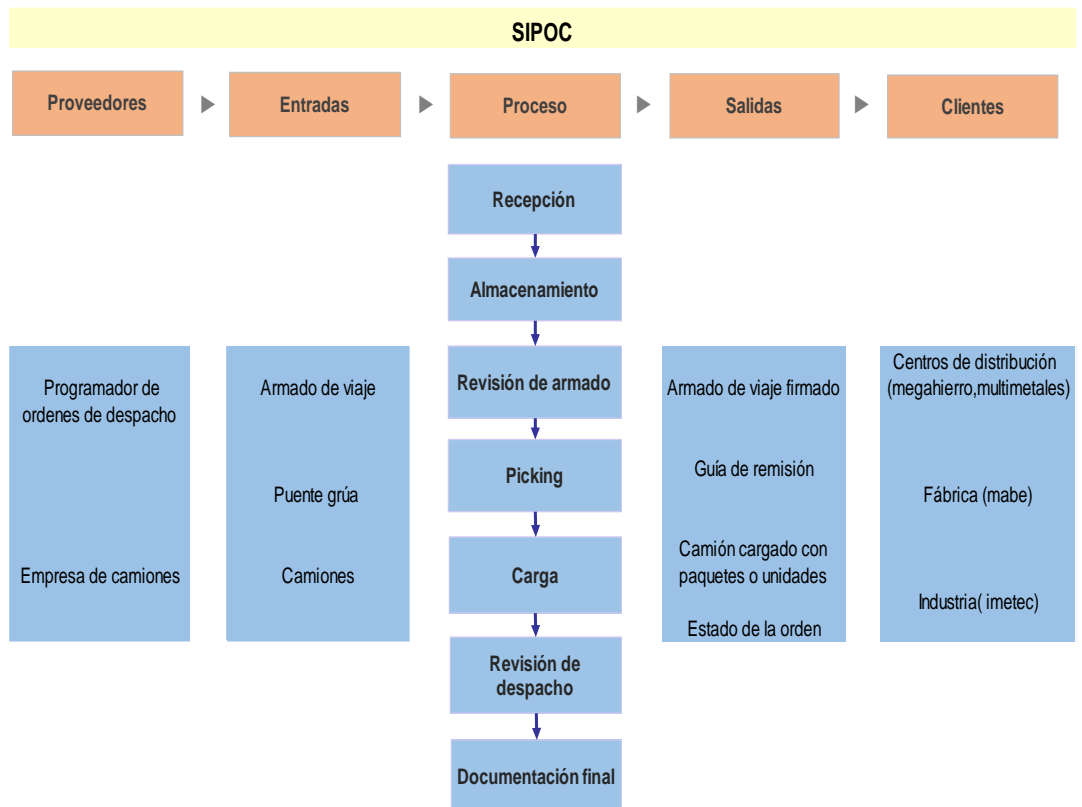 SIPOC
Proveedores
Entradas
Proceso
Salidas
Clientes
Recepción
Almacenamiento
Revisión de armado
Picking
Carga
Revisión de
despacho
Documentación final
Programador de
ordenes de despacho
Empresa de camiones
Armado de viaje
Puente grúa
Camiones
Armado de viaje firmado
Guía de remisión
Camión cargado con
paquetes o unidades
Estado de la orden
Centros de distribución
(megahierro,multimetales)
Fábrica (mabe)
Industria( imetec)